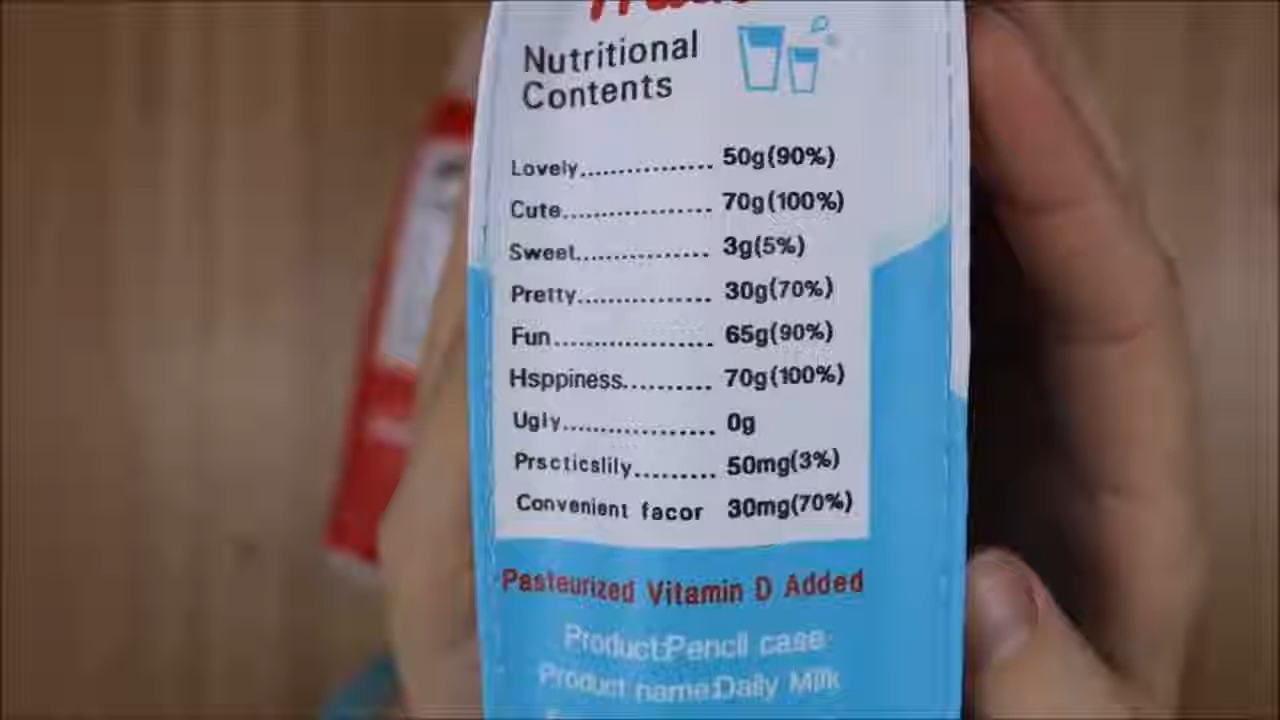 Nutritional
Contents
Lovely................ 50g(90%)
Cute.................. 70g(100%)
Sweet................ 3g(5%)
Pretty................ 30g(70%)
Fun................... 65g(90%)
Hsppiness.......... 70g(100%)
Ugly.................. 0g
Prscticslily......... 50mg(3%)
Convenient facor 30mg(70%)
Pasteurized Vitamin D Added
Product:Pencil case
Product name:Daily Milk